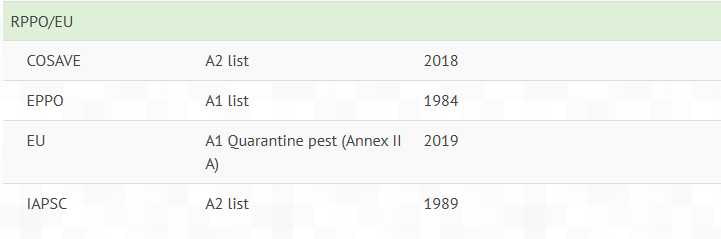 RPPO/EU
COSAVE A2 list 2018
EPPO A1 list 1984
EU A1 Quarantine pest (Annex II 2019
A)
IAPSC A2 list 1989